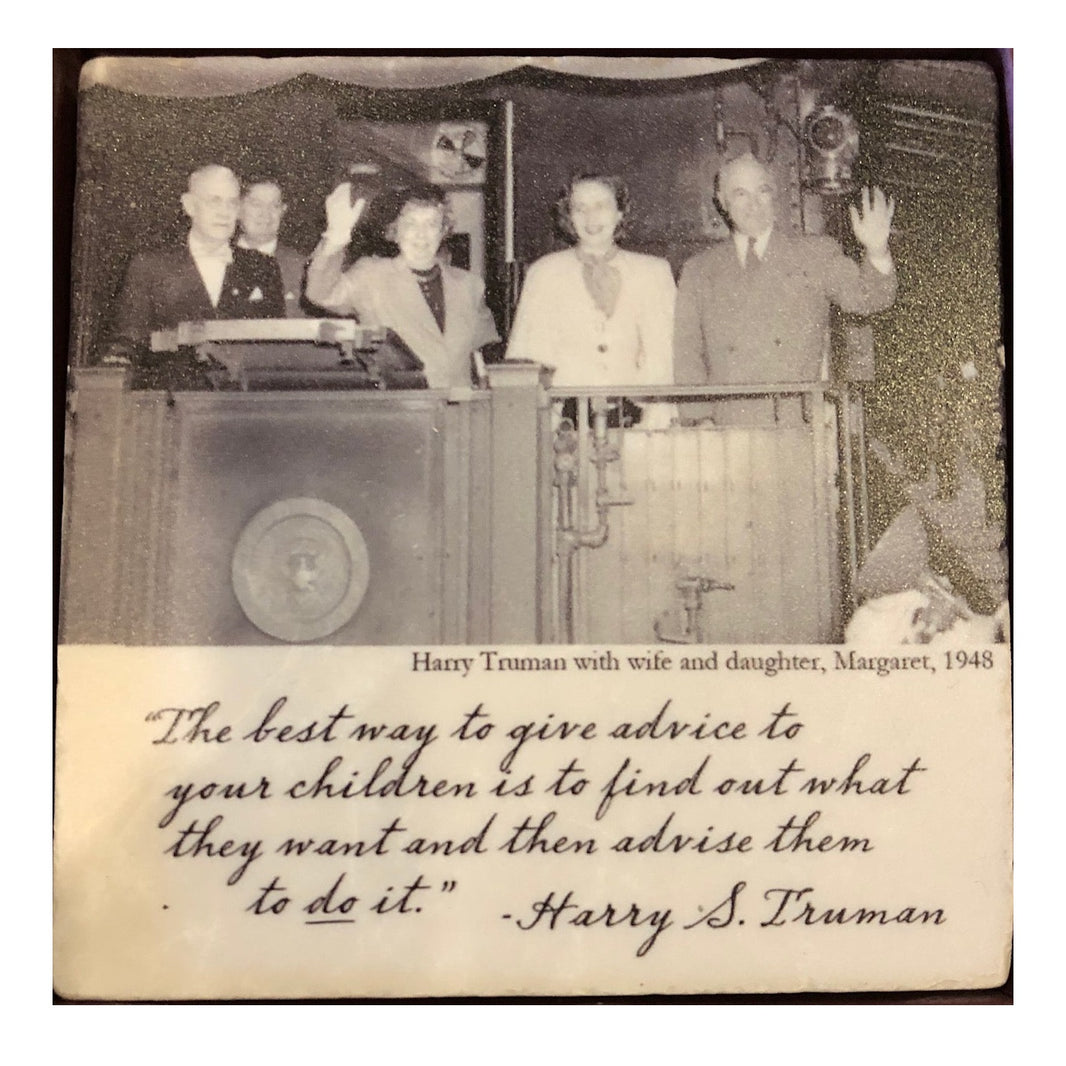 Harry Truman with wife and daughter, Margaret, 1948
“The best way to give advice to
your children is to find out what
they want and then advise them
to do it.”
-Harry S. Truman